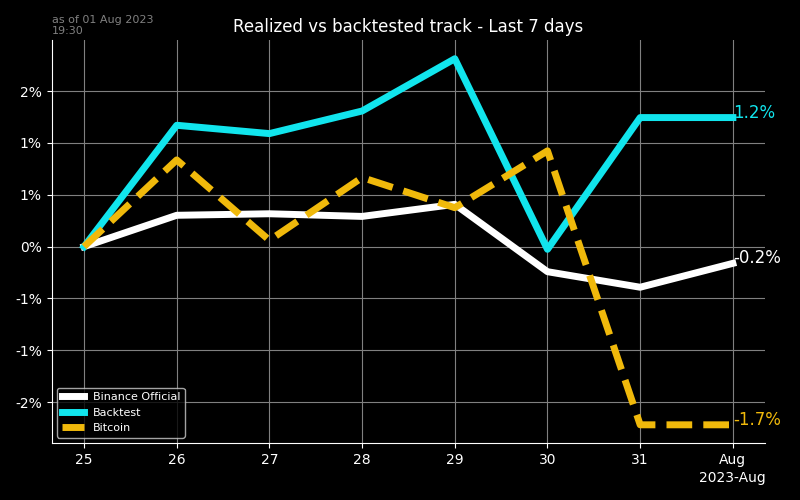 as of 01 Aug 2023
19:30
Realized vs backtested track - Last 7 days
2%
1%
1%
0%
-1%
-1%
-2%
1.2%
-0.2%
-1.7%
Binance Official
Backtest
Bitcoin
25 26 27 28 29 30 31 Aug
2023-Aug